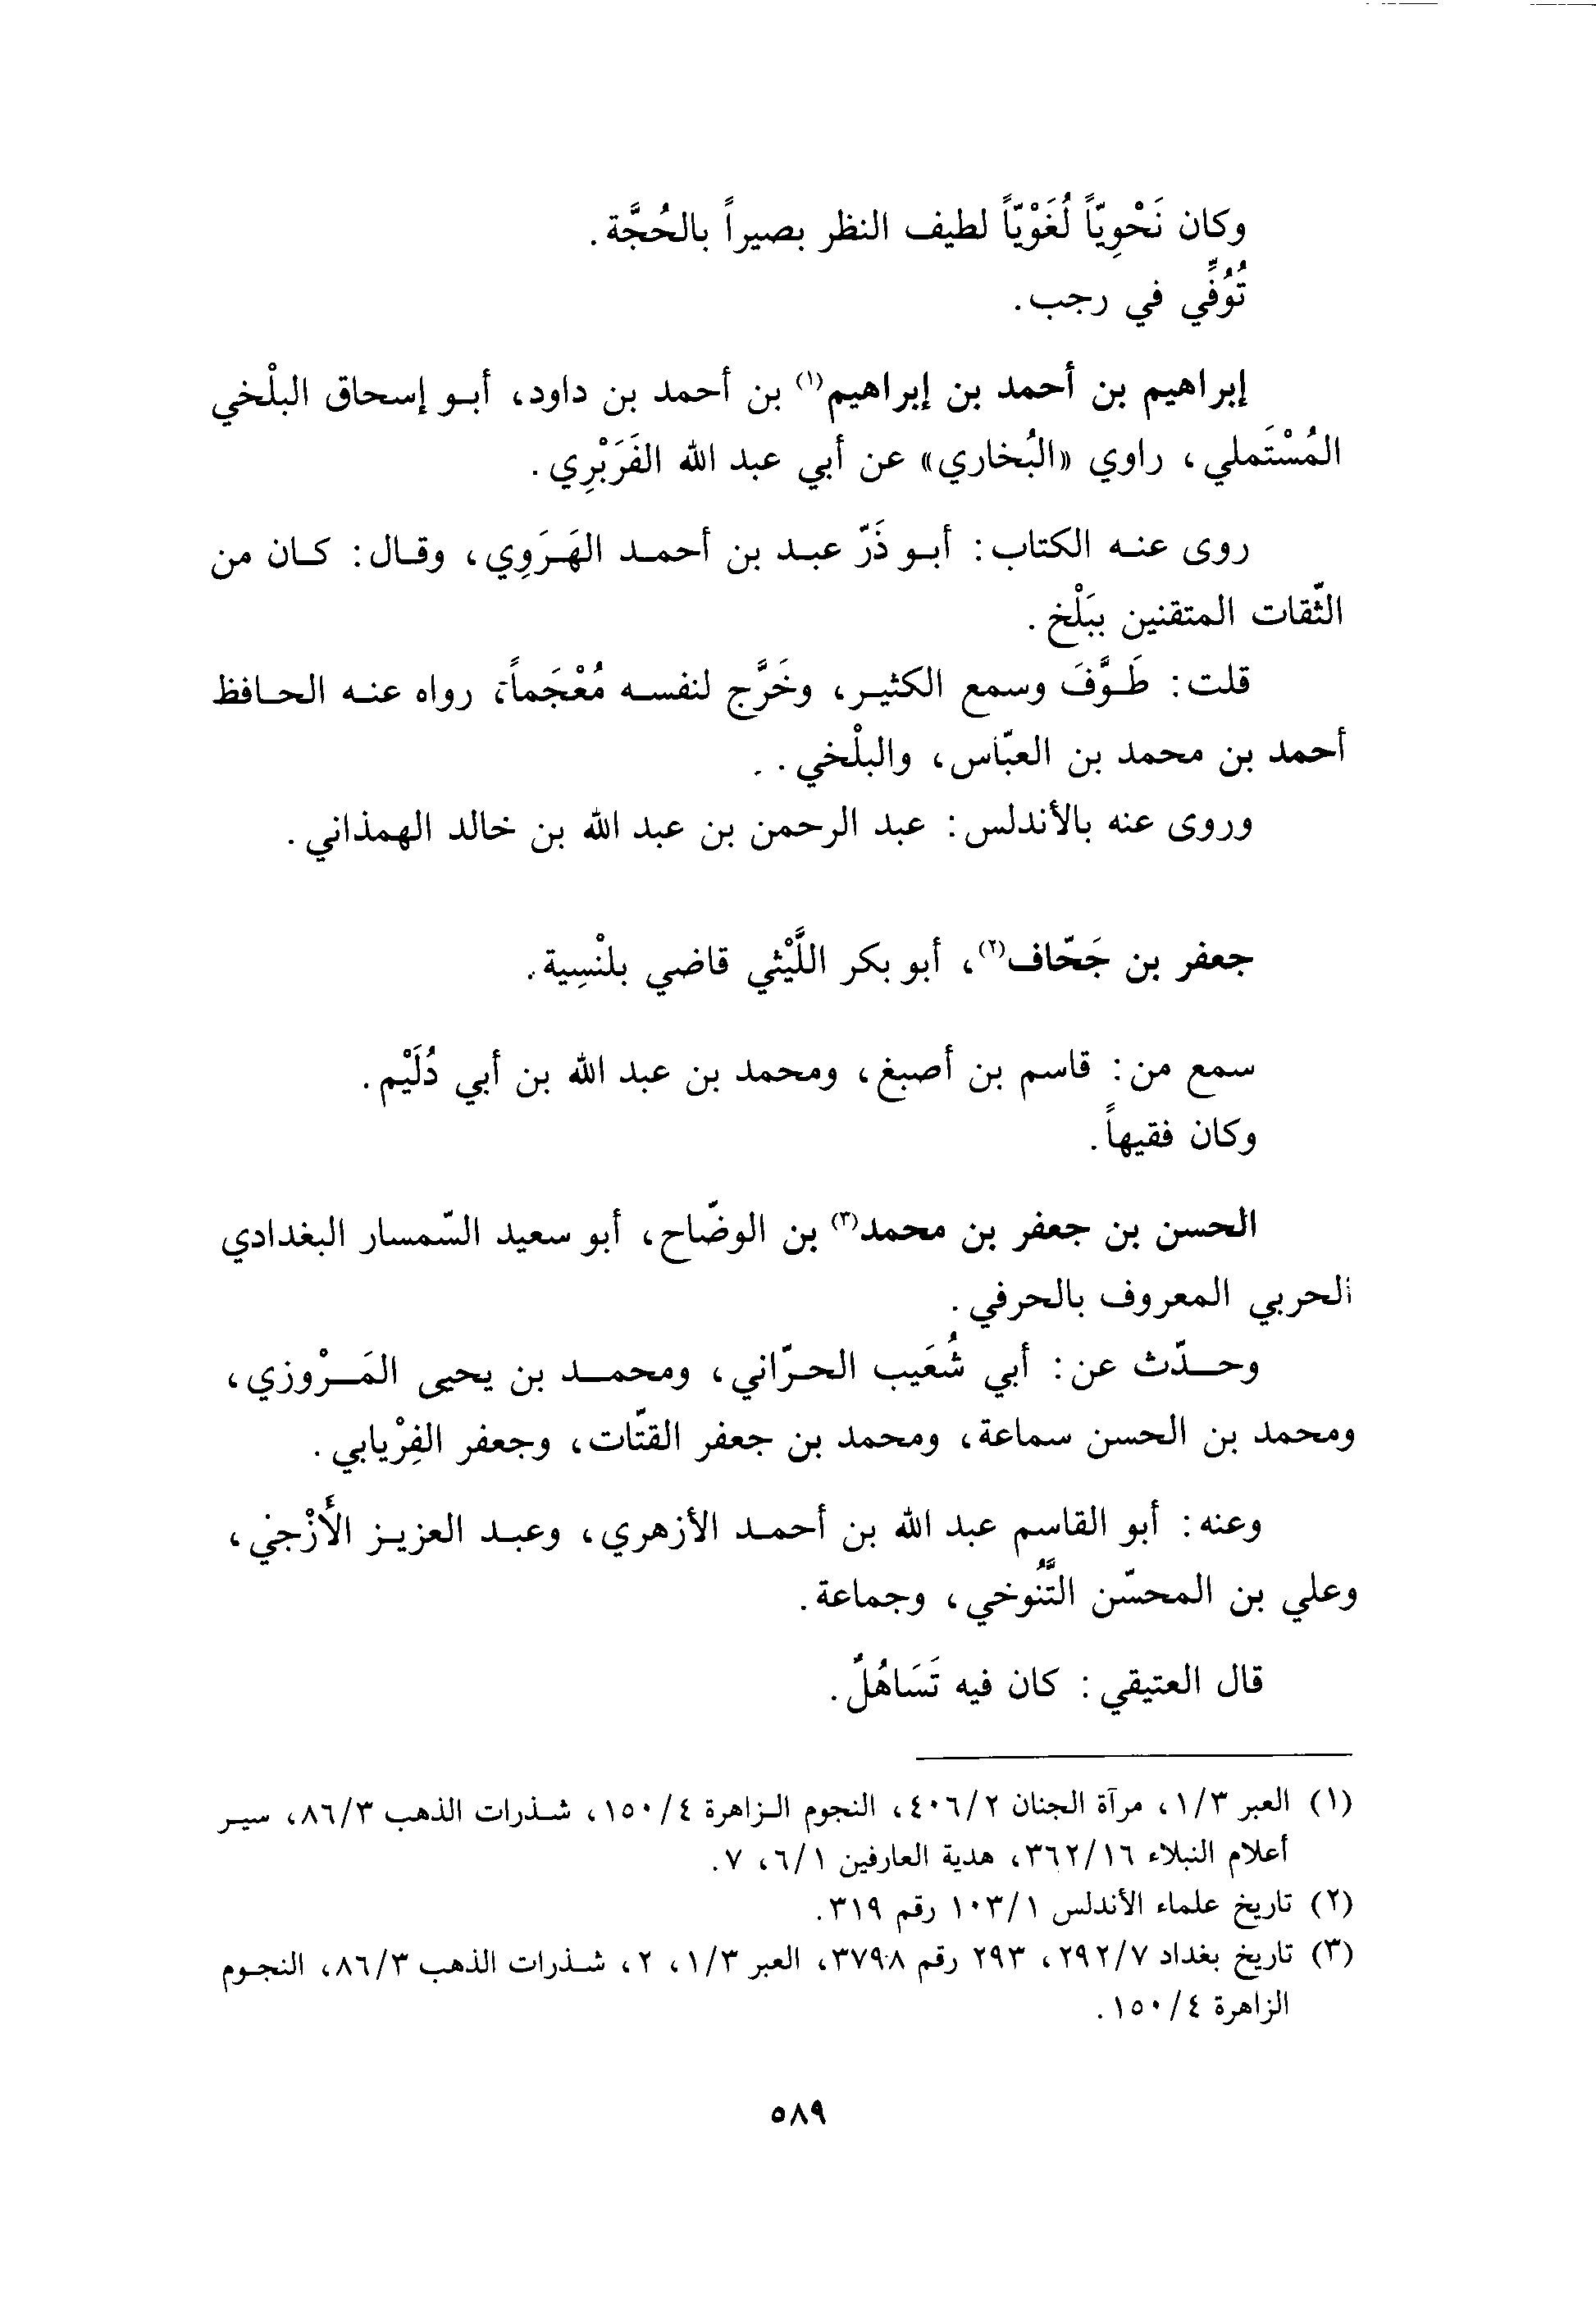 وكان نَحْوِيّاً لُغَوْيّاً لطيف النظر بصيراً بالحُجَّة.
تُوُفِّي في رجب.
إبراهيم بن أحمد بن إبراهيم(١) بن أحمد بن داود، أبو إسحاق البلْخي
المُسْتَملي، راوي «البُخاري» عن أبي عبد الله الفَرَبْرِي.
روى عنه الكتاب: أبو ذَرّ عبد بن أحمد الهَرَوِي، وقال: كان من
الثّقات المتقنين ببَلْخ.
قلت: طَوَّفَ وسمع الكثير، وخَرَّج لنفسه مُعْجَماً، رواه عنه الحافظ
أحمد بن محمد بن العبّاس، والبلْخي.
وروى عنه بالأندلس: عبد الرحمن بن عبد الله بن خالد الهمذاني.
جعفر بن جَحّاف(٢)، أبو بكر اللَّيْثي قاضي بلنْسِية.
سمع من: قاسم بن أصبغ، ومحمد بن عبد الله بن أبي دُلَيْم.
وكان فقيهاً.
الحسن بن جعفر بن محمد(٣) بن الوضّاح، أبو سعيد السّمسار البغدادي
الحربي المعروف بالحرفي.
وحدّث عن: أبي شُعَيب الحرّاني، ومحمد بن يحيى المَرْوزي،
ومحمد بن الحسن سماعة، ومحمد بن جعفر القتّات، وجعفر الفِرْيابي.
وعنه: أبو القاسم عبد الله بن أحمد الأزهري، وعبد العزيز الأَزْجي،
وعلي بن المحسّن التَّنُوخي، وجماعة.
قال العتيقي: كان فيه تَسَاهُلٌ.
(١) العبر ١/٣، مرآة الجنان ٤٠٦/٢، النجوم الزاهرة ١٥٠/٤، شذرات الذهب ٨٦/٣، سير
أعلام النبلاء ٣٦٢/١٦، هدية العارفين ٦/١، ٧.
(٢) تاريخ علماء الأندلس ١٠٣/١ رقم ٣١٩.
(٣) تاريخ بغداد ٢٩٢/٧، ٢٩٣ رقم ٣٧٩٨، العبر ١/٣، ٢، شذرات الذهب ٨٦/٣، النجوم
الزاهرة ١٥٠/٤.
٥٨٩